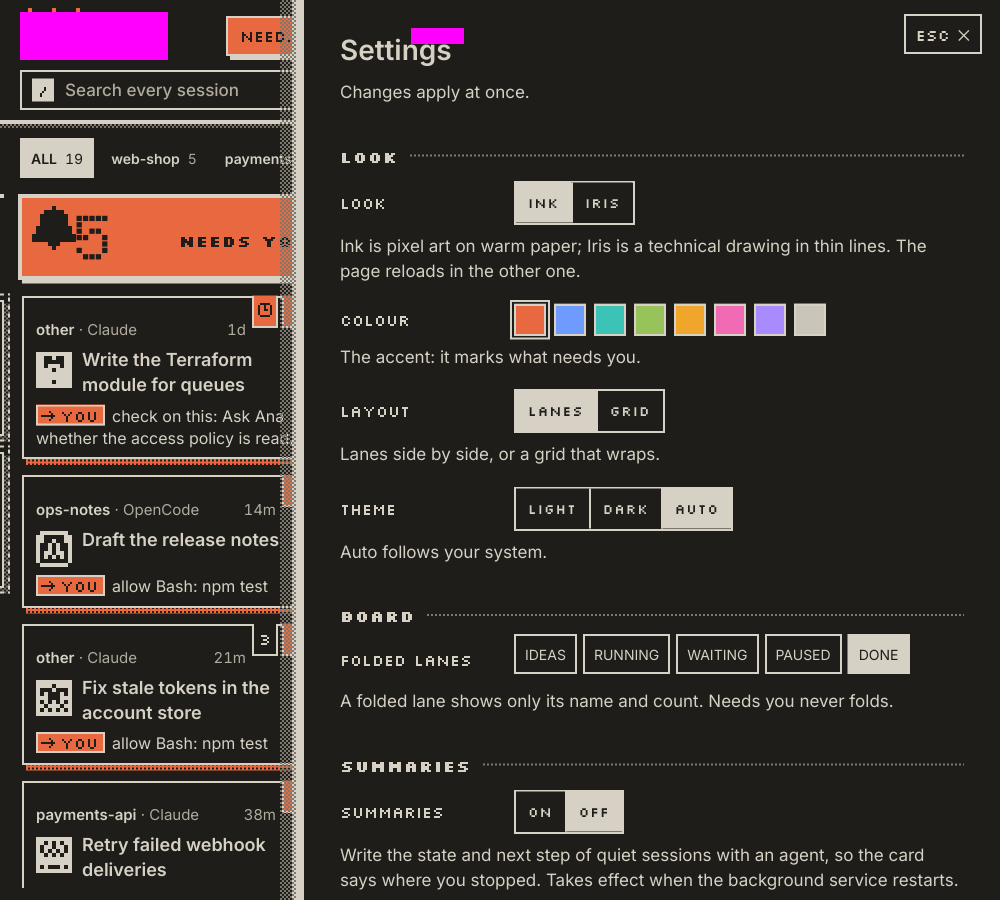 NEED
/ Search every session
ALL 19 web-shop 5 payments
5 NEEDS YO
other · Claude 1d
Write the Terraform
module for queues
→ YOU check on this: Ask Ana
whether the access policy is read
ops-notes · OpenCode 14m
Draft the release notes
→ YOU allow Bash: npm test
3
other · Claude 21m
Fix stale tokens in the
account store
→ YOU allow Bash: npm test
payments-api · Claude 38m
Retry failed webhook
deliveries
Settings
ESC ×
Changes apply at once.
LOOK
LOOK INK IRIS
Ink is pixel art on warm paper; Iris is a technical drawing in thin lines. The
page reloads in the other one.
COLOUR
The accent: it marks what needs you.
LAYOUT LANES GRID
Lanes side by side, or a grid that wraps.
THEME LIGHT DARK AUTO
Auto follows your system.
BOARD
FOLDED LANES IDEAS RUNNING WAITING PAUSED DONE
A folded lane shows only its name and count. Needs you never folds.
SUMMARIES
SUMMARIES ON OFF
Write the state and next step of quiet sessions with an agent, so the card
says where you stopped. Takes effect when the background service restarts.